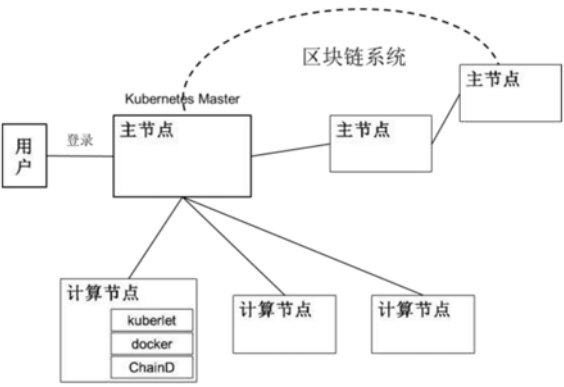 区块链系统
主节点
Kubernetes Master
主节点
主节点
用户
登录
计算节点
kuberlet
docker
ChainD
计算节点
计算节点